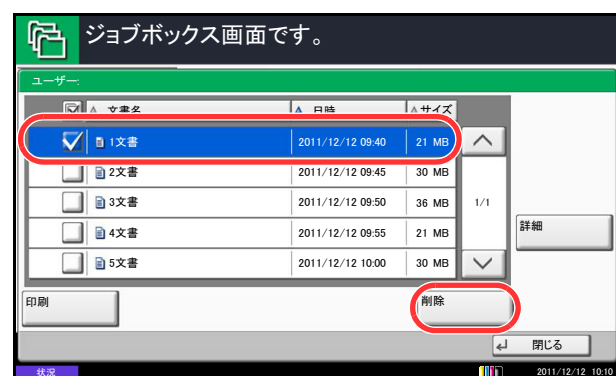 ジョブボックス画面です。
ユーザー:
文書名 日時 サイズ
1文書 2011/12/12 09:40 21 MB
2文書 2011/12/12 09:45 30 MB
3文書 2011/12/12 09:50 36 MB 1/1
4文書 2011/12/12 09:55 21 MB
詳細
5文書 2011/12/12 10:00 30 MB
印刷 削除
閉じる
状況 2011/12/12 10:10